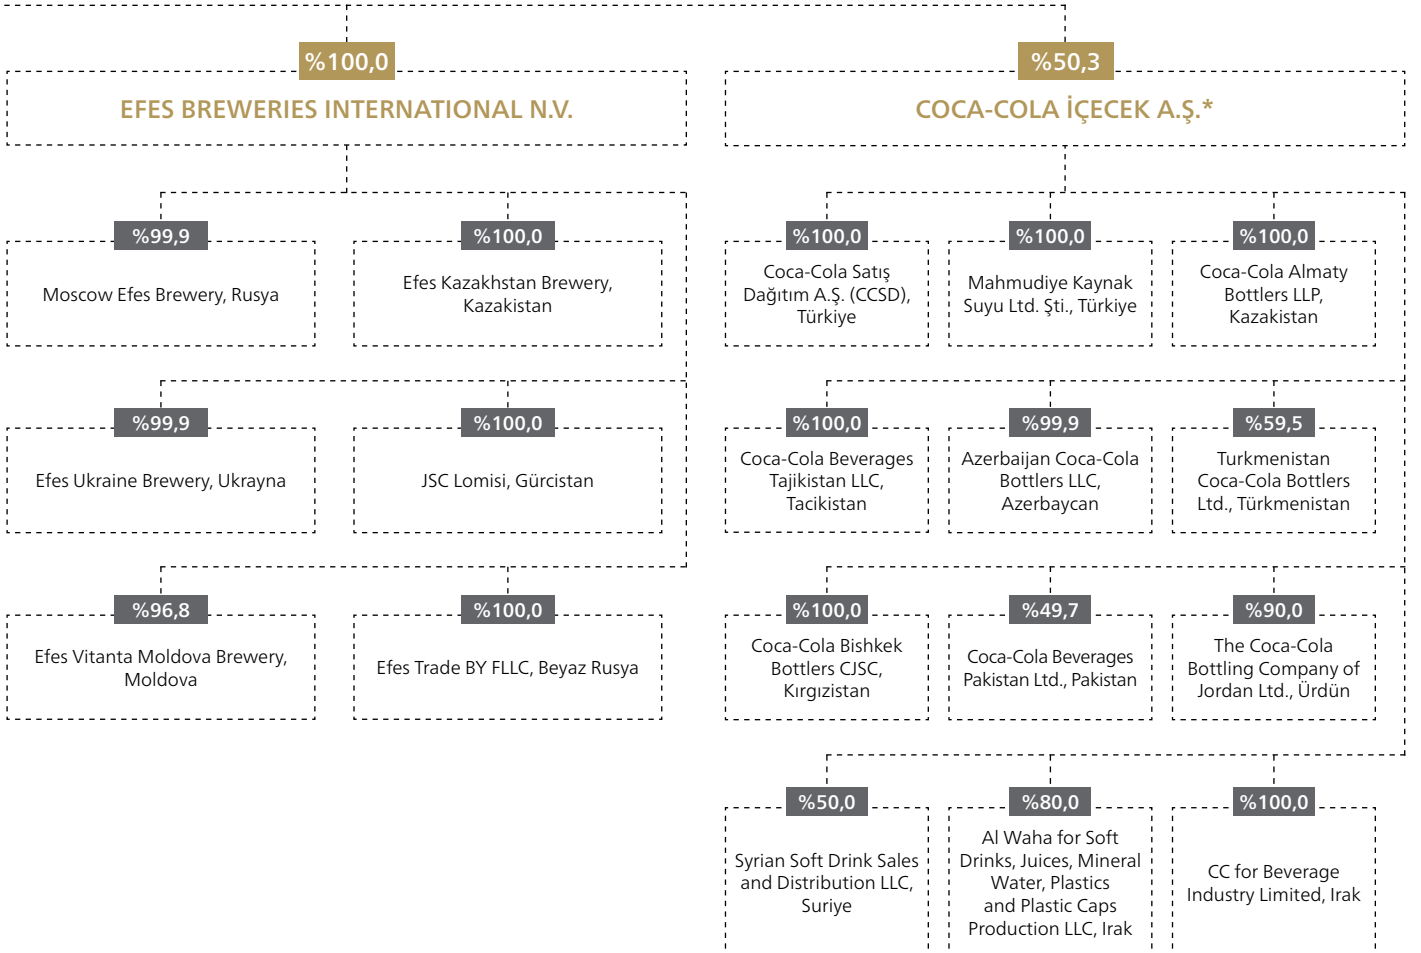 %100,0
EFES BREWERIES INTERNATIONAL N.V.
%50,3
COCA-COLA İÇECEK A.Ş.*
%99,9
Moscow Efes Brewery, Rusya
%100,0
Efes Kazakhstan Brewery,
Kazakistan
%99,9
Efes Ukraine Brewery, Ukrayna
%100,0
JSC Lomisi, Gürcistan
%96,8
Efes Vitanta Moldova Brewery,
Moldova
%100,0
Efes Trade BY FLLC, Beyaz Rusya
%100,0
Coca-Cola Satış
Dağıtım A.Ş. (CCSD),
Türkiye
%100,0
Mahmudiye Kaynak
Suyu Ltd. Şti., Türkiye
%100,0
Coca-Cola Almaty
Bottlers LLP,
Kazakistan
%100,0
Coca-Cola Beverages
Tajikistan LLC,
Tacikistan
%99,9
Azerbaijan Coca-Cola
Bottlers LLC,
Azerbaycan
%59,5
Turkmenistan
Coca-Cola Bottlers
Ltd., Türkmenistan
%100,0
Coca-Cola Bishkek
Bottlers CJSC,
Kırgızistan
%49,7
Coca-Cola Beverages
Pakistan Ltd., Pakistan
%90,0
The Coca-Cola
Bottling Company of
Jordan Ltd., Ürdün
%50,0
Syrian Soft Drink Sales
and Distribution LLC,
Suriye
%80,0
Al Waha for Soft
Drinks, Juices, Mineral
Water, Plastics
and Plastic Caps
Production LLC, Irak
%100,0
CC for Beverage
Industry Limited, Irak